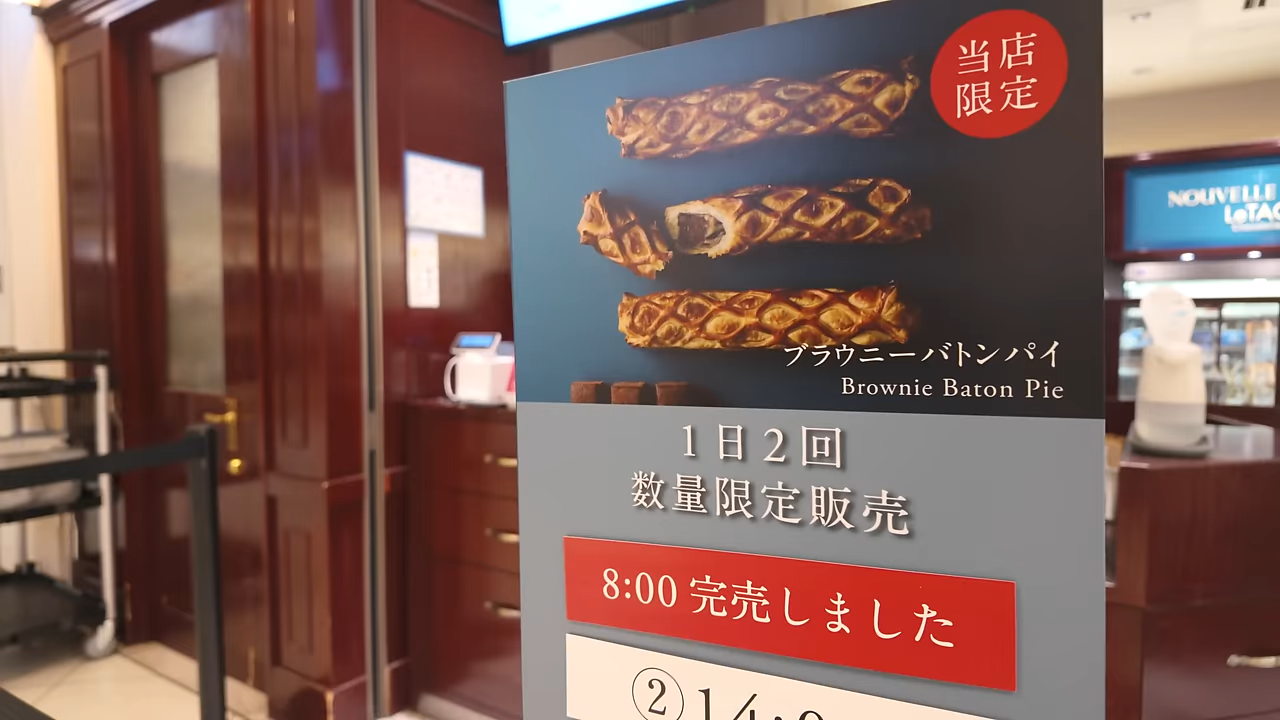 当店
限定
ブラウニーバトンパイ
Brownie Baton Pie
1日2回
数量限定販売
8:00 完売しました
② 14:0
NOUVELLE
LeTAO